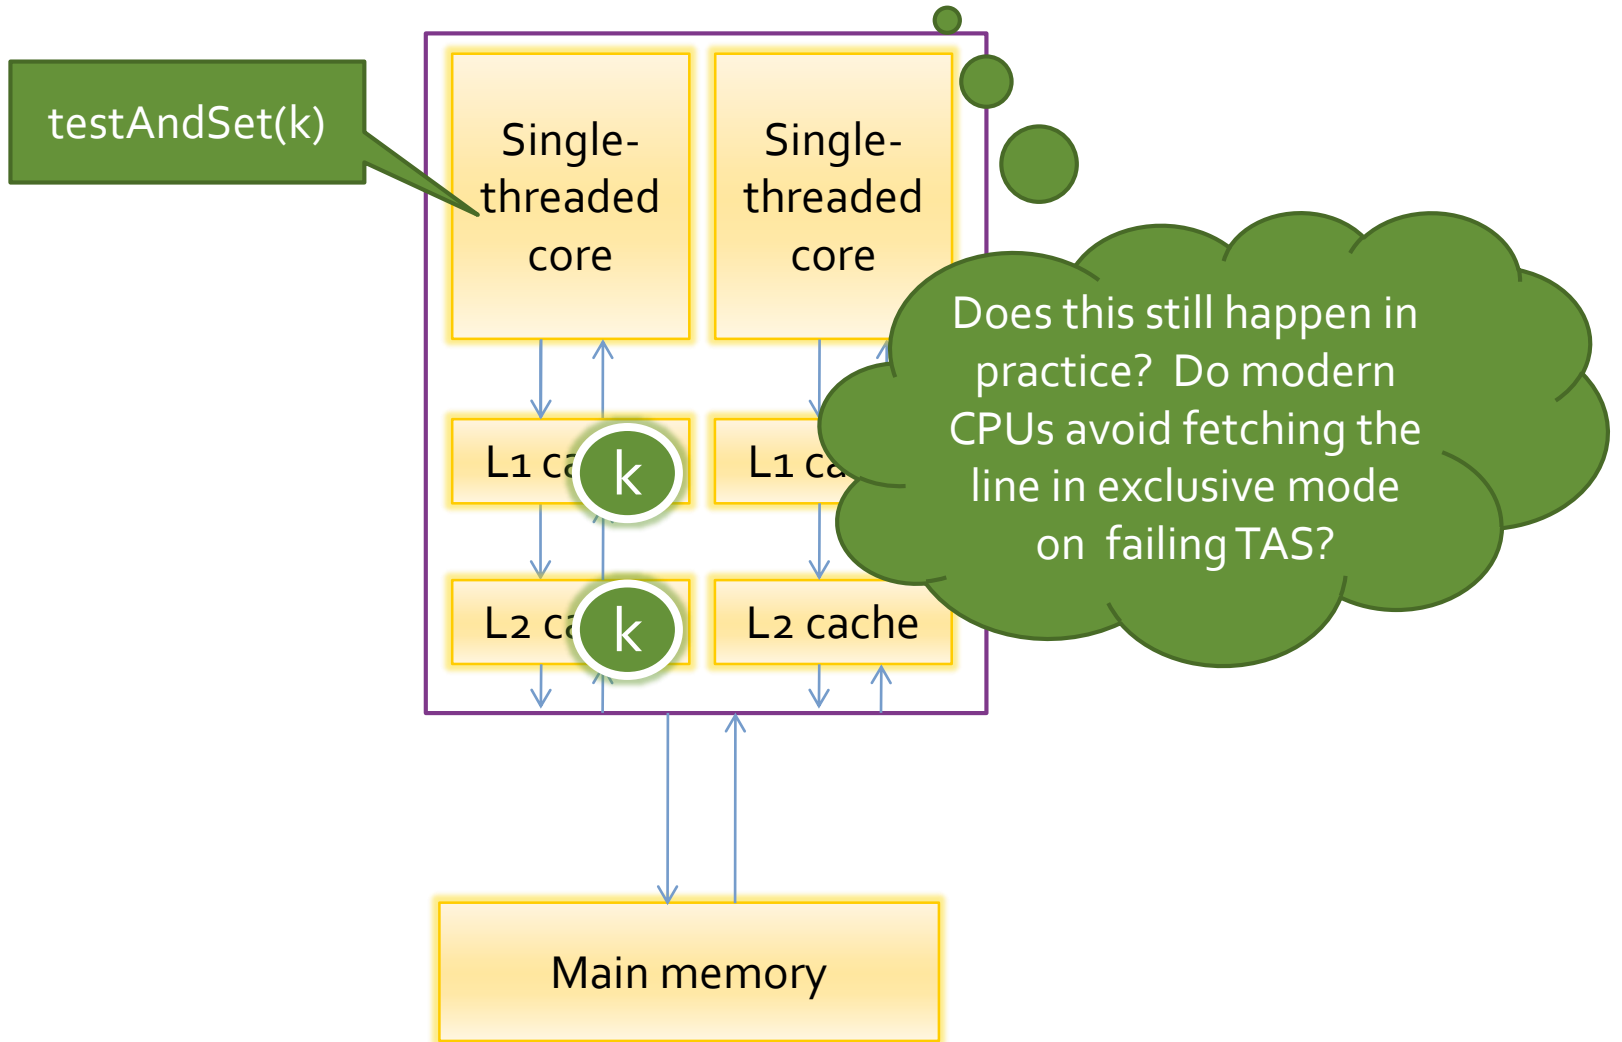 testAndSet(k)
Single-
threaded
core
Single-
threaded
core
Does this still happen in
practice? Do modern
CPUs avoid fetching the
line in exclusive mode
on failing TAS?
L1 ca
k
L1 ca
L2 ca
k
L2 cache
Main memory